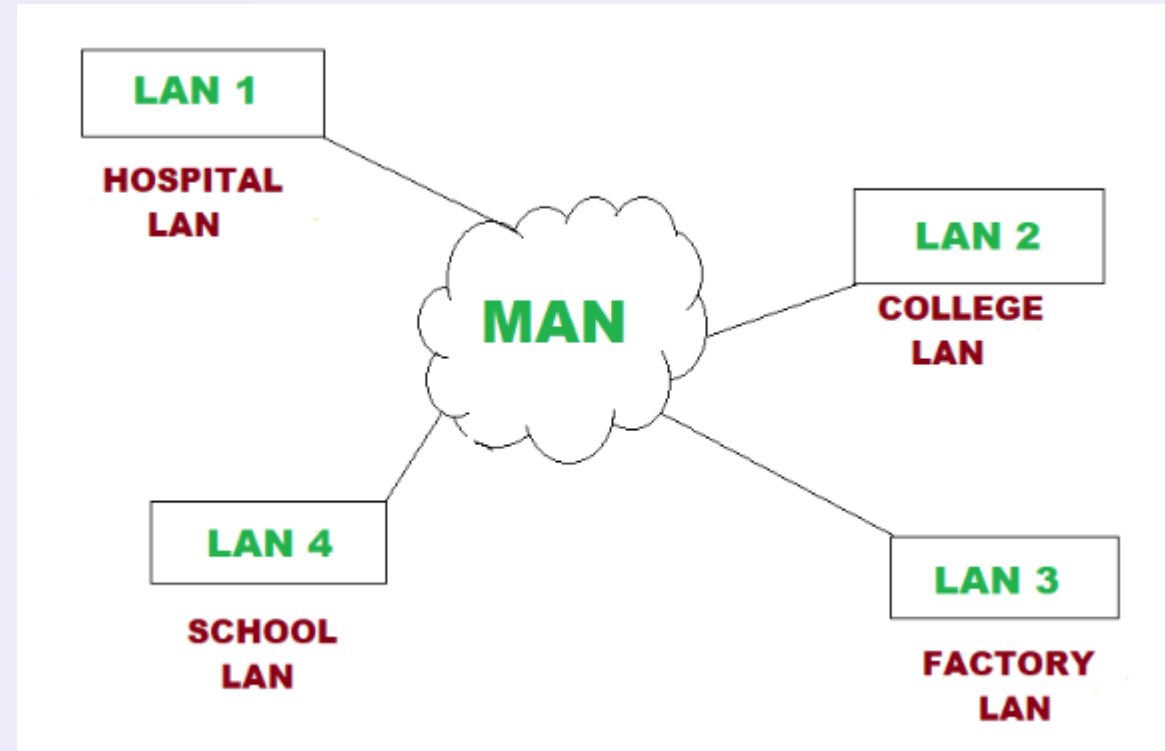 LAN 1
HOSPITAL
LAN
LAN 2
COLLEGE
LAN
MAN
LAN 4
SCHOOL
LAN
LAN 3
FACTORY
LAN